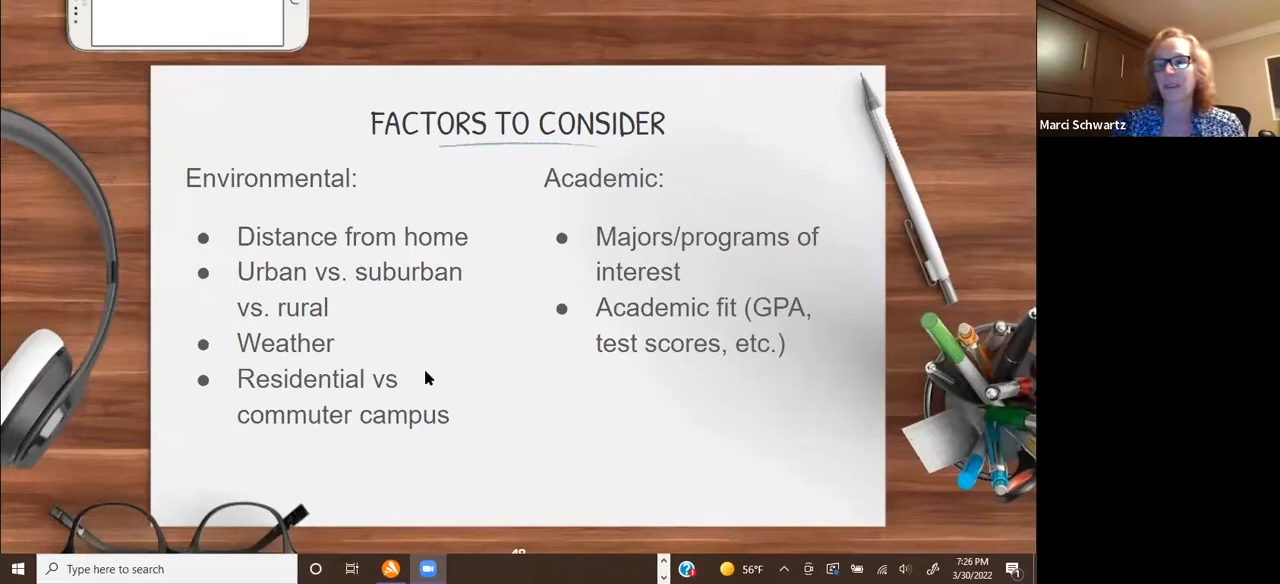 FACTORS TO CONSIDER
Environmental:
● Distance from home
● Urban vs. suburban
vs. rural
● Weather
● Residential vs
commuter campus
Academic:
● Majors/programs of
interest
● Academic fit (GPA,
test scores, etc.)
Marci Schwartz
Type here to search
56°F
7:26 PM
3/30/2022
1